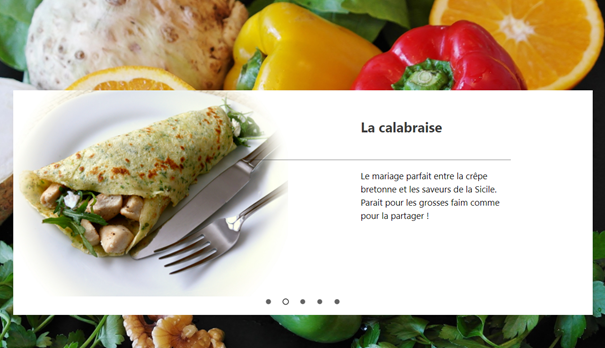 La calabraise
Le mariage parfait entre la crêpe
bretonne et les saveurs de la Sicile.
Parait pour les grosses faim comme
pour la partager !